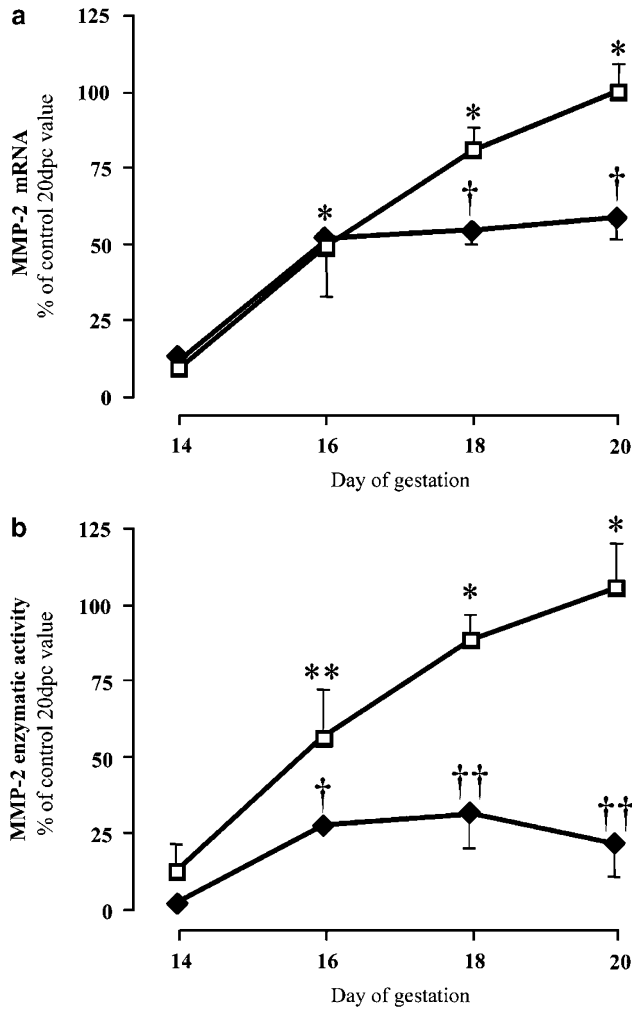 a
MMP-2 mRNA
% of control 20dpc value
125
100
75
50
25
0
*
*
*
†
†
14 16 18 20
Day of gestation
b
MMP-2 enzymatic activity
% of control 20dpc value
125
100
75
50
25
0
**
*
*
†
††
††
14 16 18 20
Day of gestation